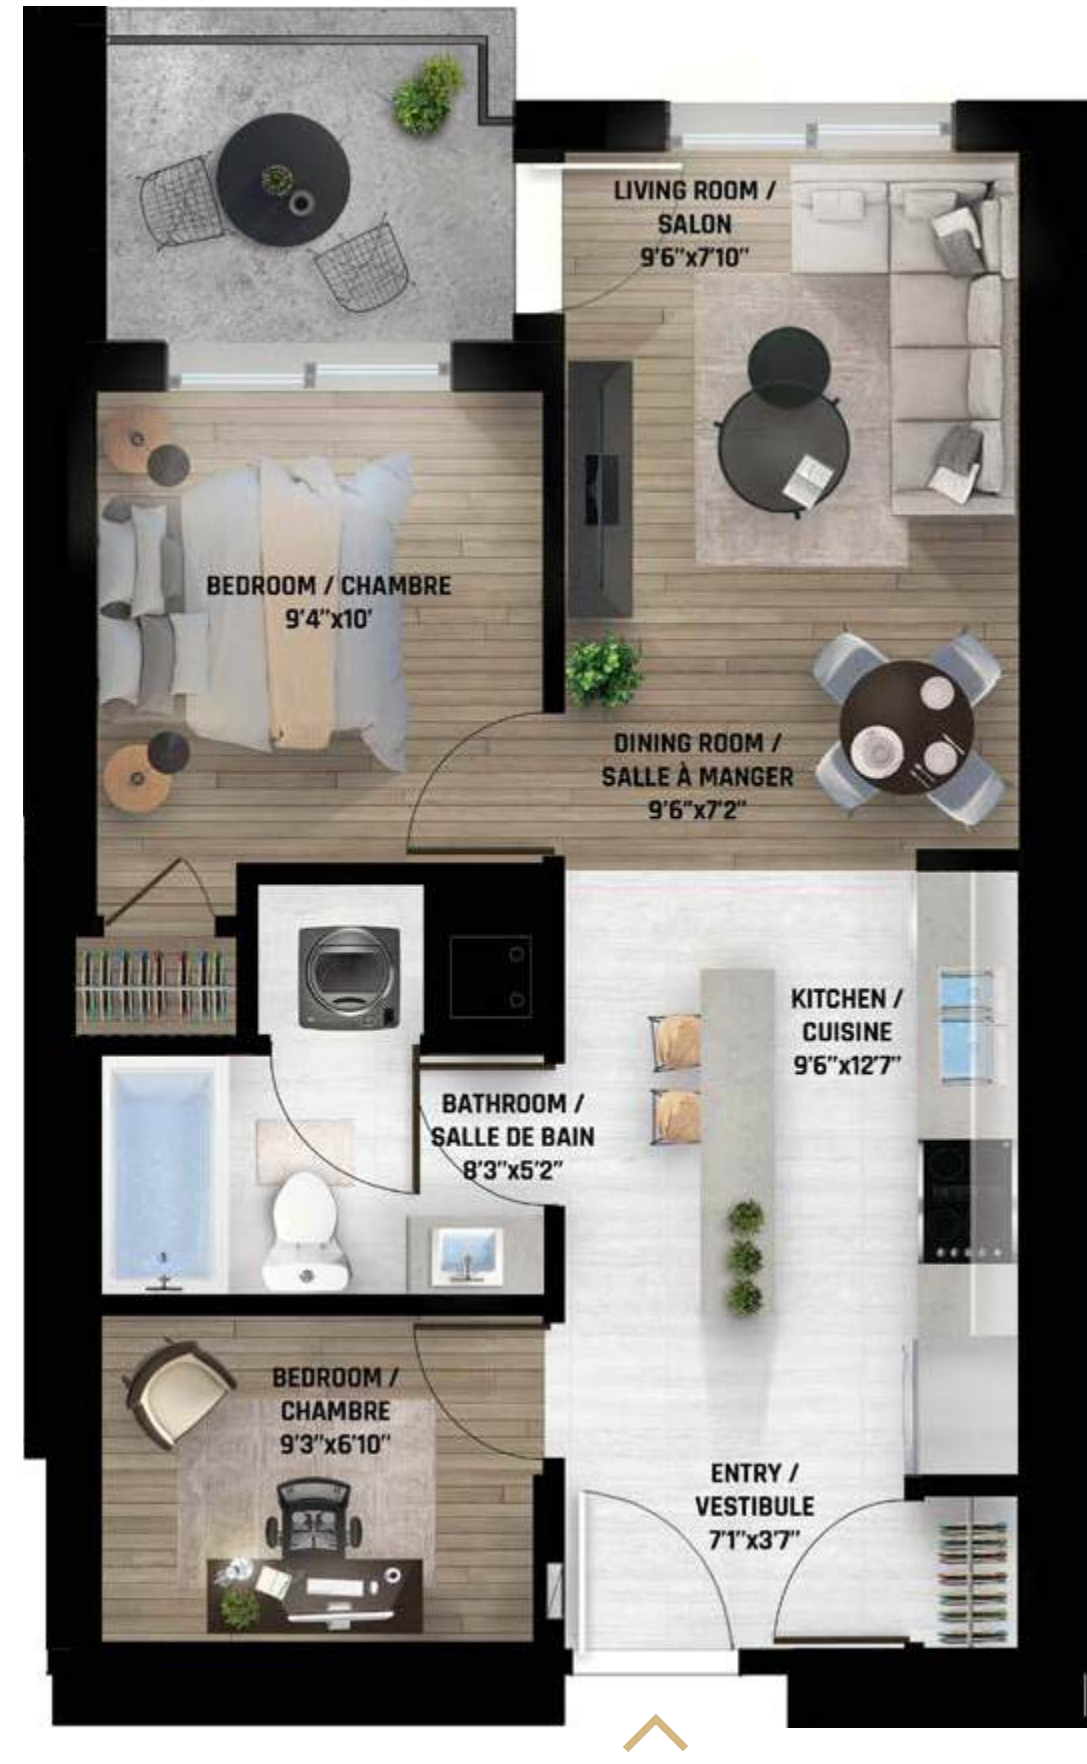 LIVING ROOM /
SALON
9'6"x7'10"
BEDROOM / CHAMBRE
9'4"x10'
DINING ROOM /
SALLE À MANGER
9'6"x7'2"
KITCHEN /
CUISINE
9'6"x12'7"
BATHROOM /
SALLE DE BAIN
8'3"x5'2"
BEDROOM /
CHAMBRE
9'3"x6'10"
ENTRY /
VESTIBULE
7'1"x3'7"